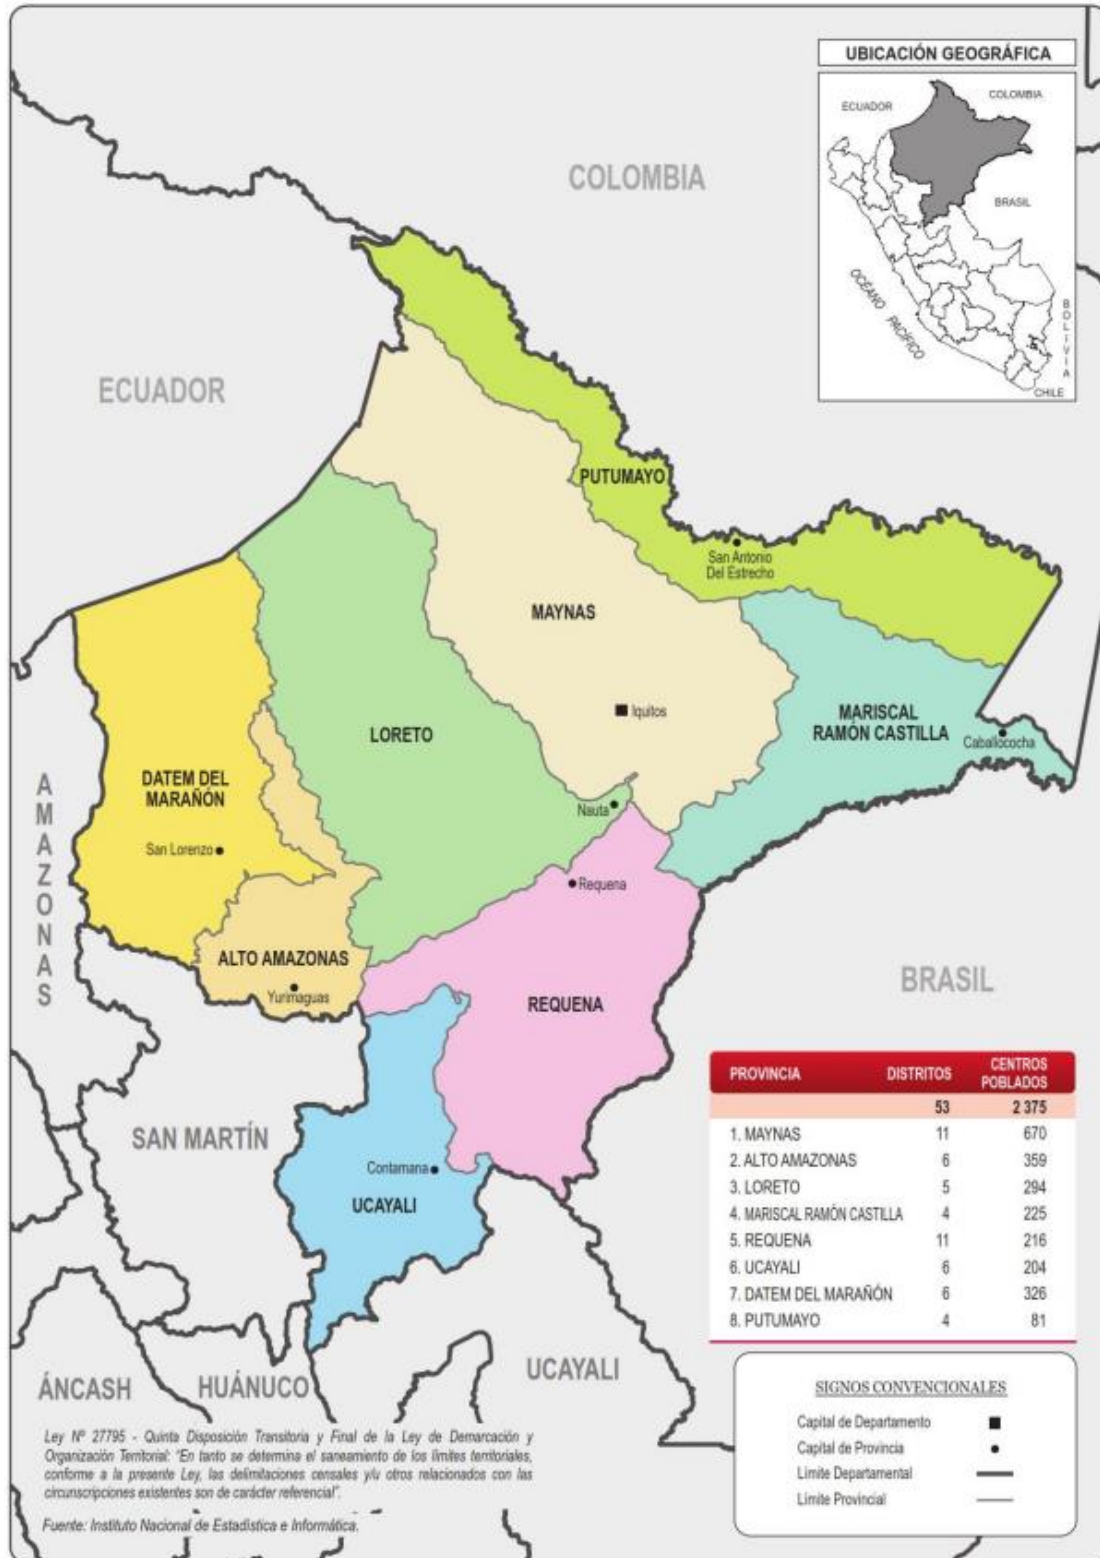 UBICACIÓN GEOGRÁFICA
ECUADOR
COLOMBIA
BRASIL
OCÉANO PACÍFICO
BOLIVIA
CHILE
COLOMBIA
ECUADOR
PUTUMAYO
San Antonio
Del Estrecho
MAYNAS
Iquitos
LORETO
MARISCAL
RAMÓN CASTILLA
Caballococha
DATEM DEL
MARAÑÓN
Nauta
San Lorenzo
Requena
AMAZONAS
ALTO AMAZONAS
Yurimaguas
REQUENA
BRASIL
SAN MARTÍN
Contamana
UCAYALI
PROVINCIA DISTRITOS CENTROS
POBLADOS
53 2 375
1. MAYNAS 11 670
2. ALTO AMAZONAS 6 359
3. LORETO 5 294
4. MARISCAL RAMÓN CASTILLA 4 225
5. REQUENA 11 216
6. UCAYALI 6 204
7. DATEM DEL MARAÑÓN 6 326
8. PUTUMAYO 4 81
ÁNCASH
HUÁNUCO
UCAYALI
SIGNOS CONVENCIONALES
Capital de Departamento
Capital de Provincia
Límite Departamental
Límite Provincial
Ley Nº 27795 - Quinta Disposición Transitoria y Final de la Ley de Demarcación y
Organización Territorial: "En tanto se determina el saneamiento de los límites territoriales,
conforme a la presente Ley, las delimitaciones censales y/u otros relacionados con las
circunscripciones existentes son de carácter referencial".
Fuente: Instituto Nacional de Estadística e Informática.